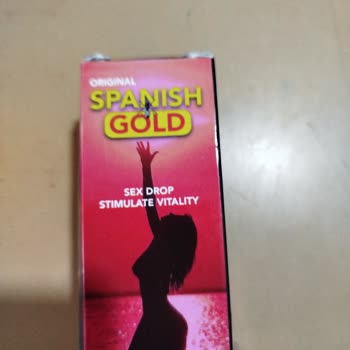 ORIGINAL
SPANISH
GOLD
SEX DROP
STIMULATE VITALITY